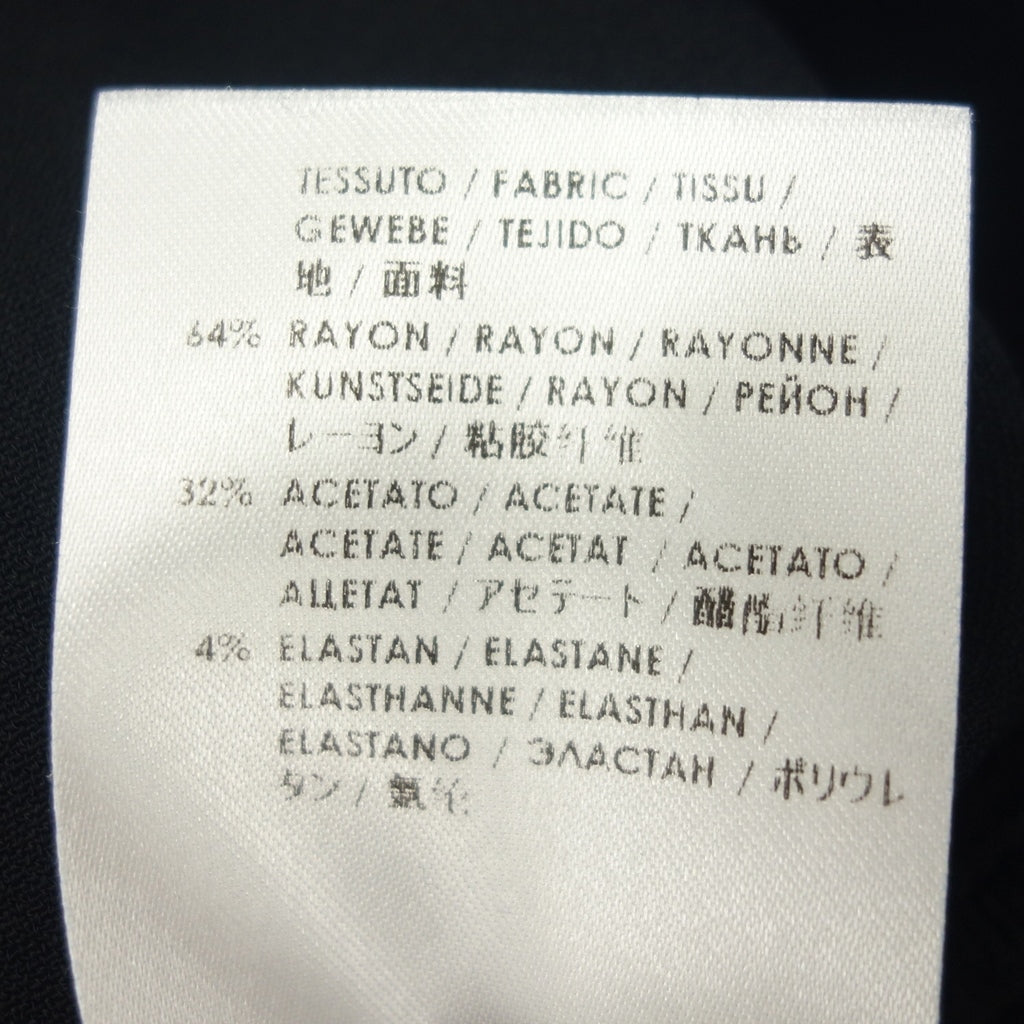 TESSUTO / FABRIC / TISSU /
GEWEBE / TEJIDO / ТКАНЬ / 表
地 / 面料
64% RAYON / RAYON / RAYONNE /
KUNSTSEIDE / RAYON / РЕЙОН /
レーヨン / 粘胶纤维
32% ACETATO / ACETATE /
ACETATE / ACETAT / ACETATO /
АЦЕТАТ / アセテート / 醋酯纤维
4% ELASTAN / ELASTANE /
ELASTHANNE / ELASTHAN /
ELASTANO / ЭЛАСТАН / ポリウレ
タン / 氨纶